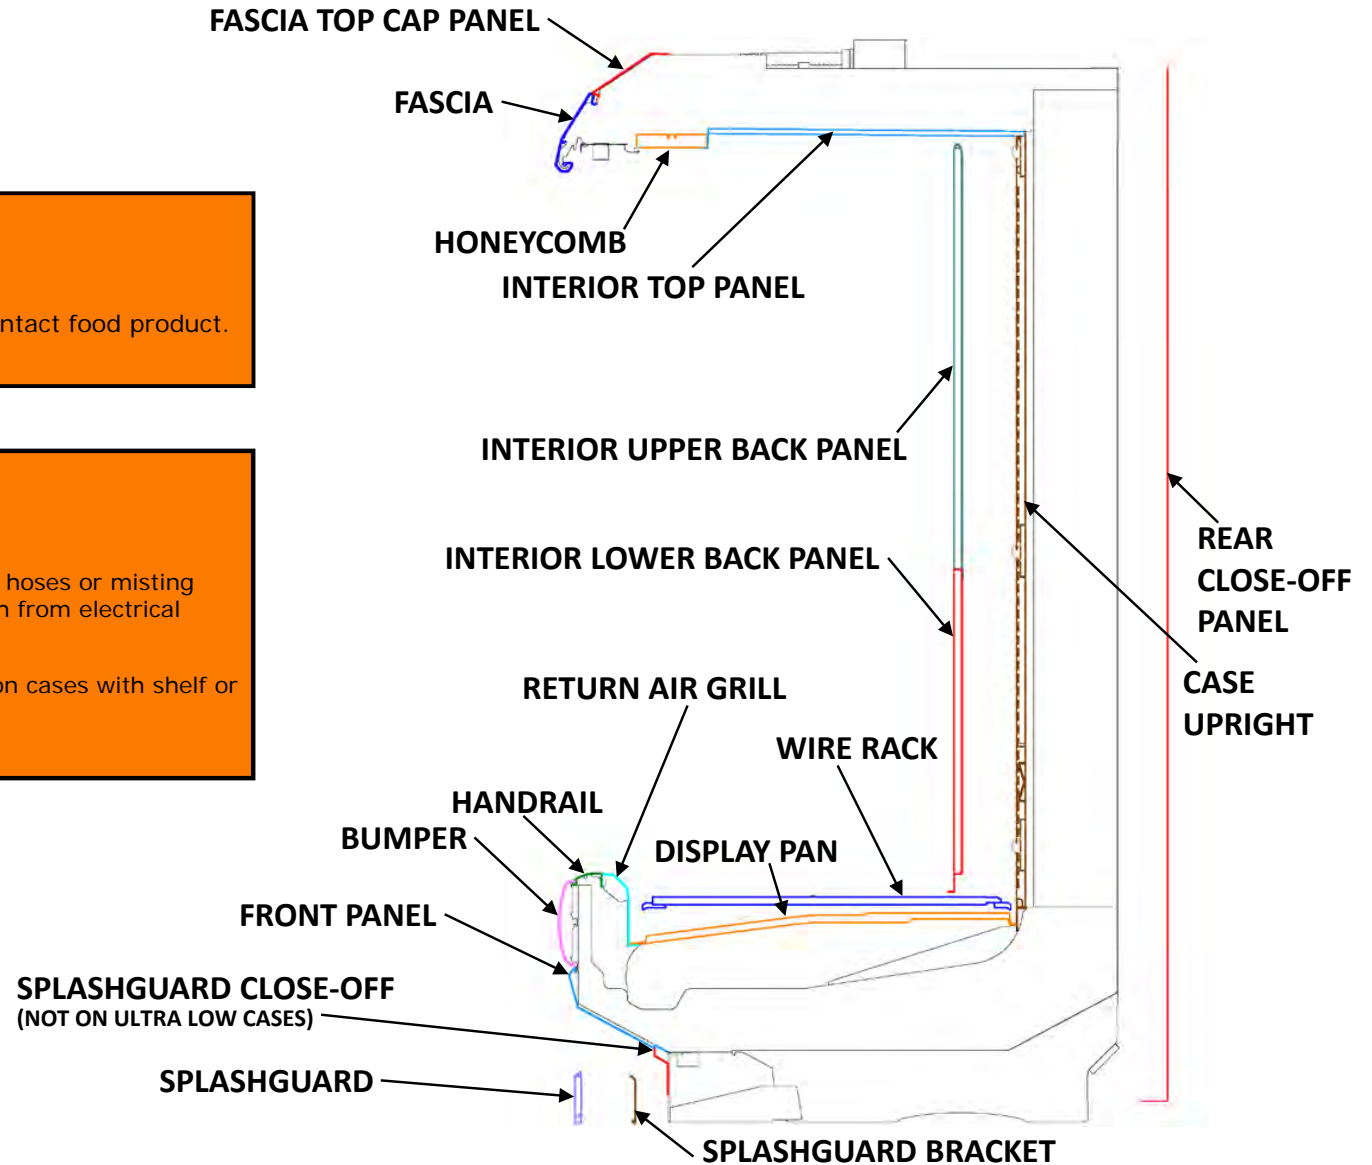 FASCIA TOP CAP PANEL
FASCIA
HONEYCOMB
INTERIOR TOP PANEL
ntact food product.
INTERIOR UPPER BACK PANEL
INTERIOR LOWER BACK PANEL
REAR
CLOSE-OFF
PANEL
hoses or misting
from electrical
on cases with shelf or
CASE
UPRIGHT
RETURN AIR GRILL
WIRE RACK
HANDRAIL
BUMPER
DISPLAY PAN
FRONT PANEL
SPLASHGUARD CLOSE-OFF
(NOT ON ULTRA LOW CASES)
SPLASHGUARD
SPLASHGUARD BRACKET